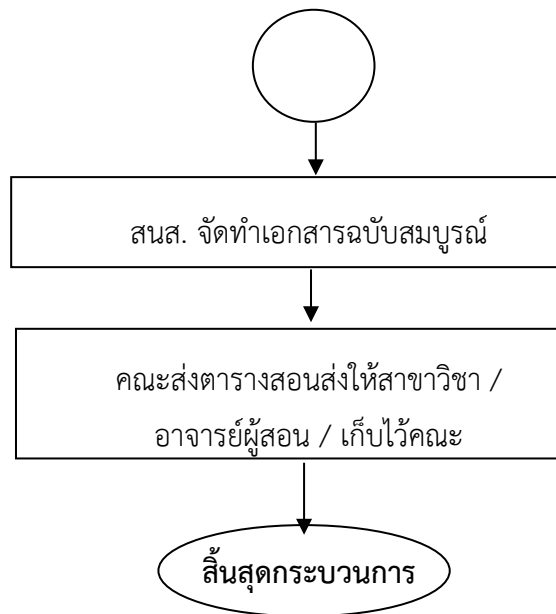 สนส. จัดทำเอกสารฉบับสมบูรณ์
คณะส่งตารางสอนส่งให้สาขาวิชา /
อาจารย์ผู้สอน / เก็บไว้คณะ
สิ้นสุดกระบวนการ